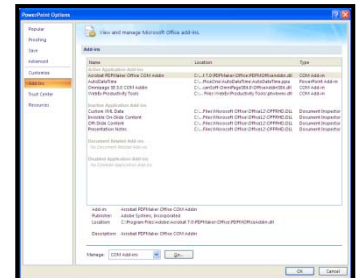 PowerPoint Options
Popular
Proofing
Save
Advanced
Customize
Add-Ins
Trust Center
Resources
View and manage Microsoft Office add-ins.
Add-ins
Name Location Type
Active Application Add-ins
Acrobat PDFMaker Office COM Addin COM Add-in
AutoDateTime PowerPoint Add-in
COM Add-in
COM Add-in
Inactive Application Add-ins
Custom XML Data Document Inspector
Invisible On-Slide Content Document Inspector
Off-Slide Content Document Inspector
Presentation Notes Document Inspector
Document Related Add-ins
No Document Related Add-ins
Disabled Application Add-ins
No Disabled Application Add-ins
Add-in: Acrobat PDFMaker Office COM Addin
Publisher: Adobe Systems, Incorporated
Location:
Description: Acrobat PDFMaker Office COM Addin
Manage: COM Add-ins Go...
OK Cancel